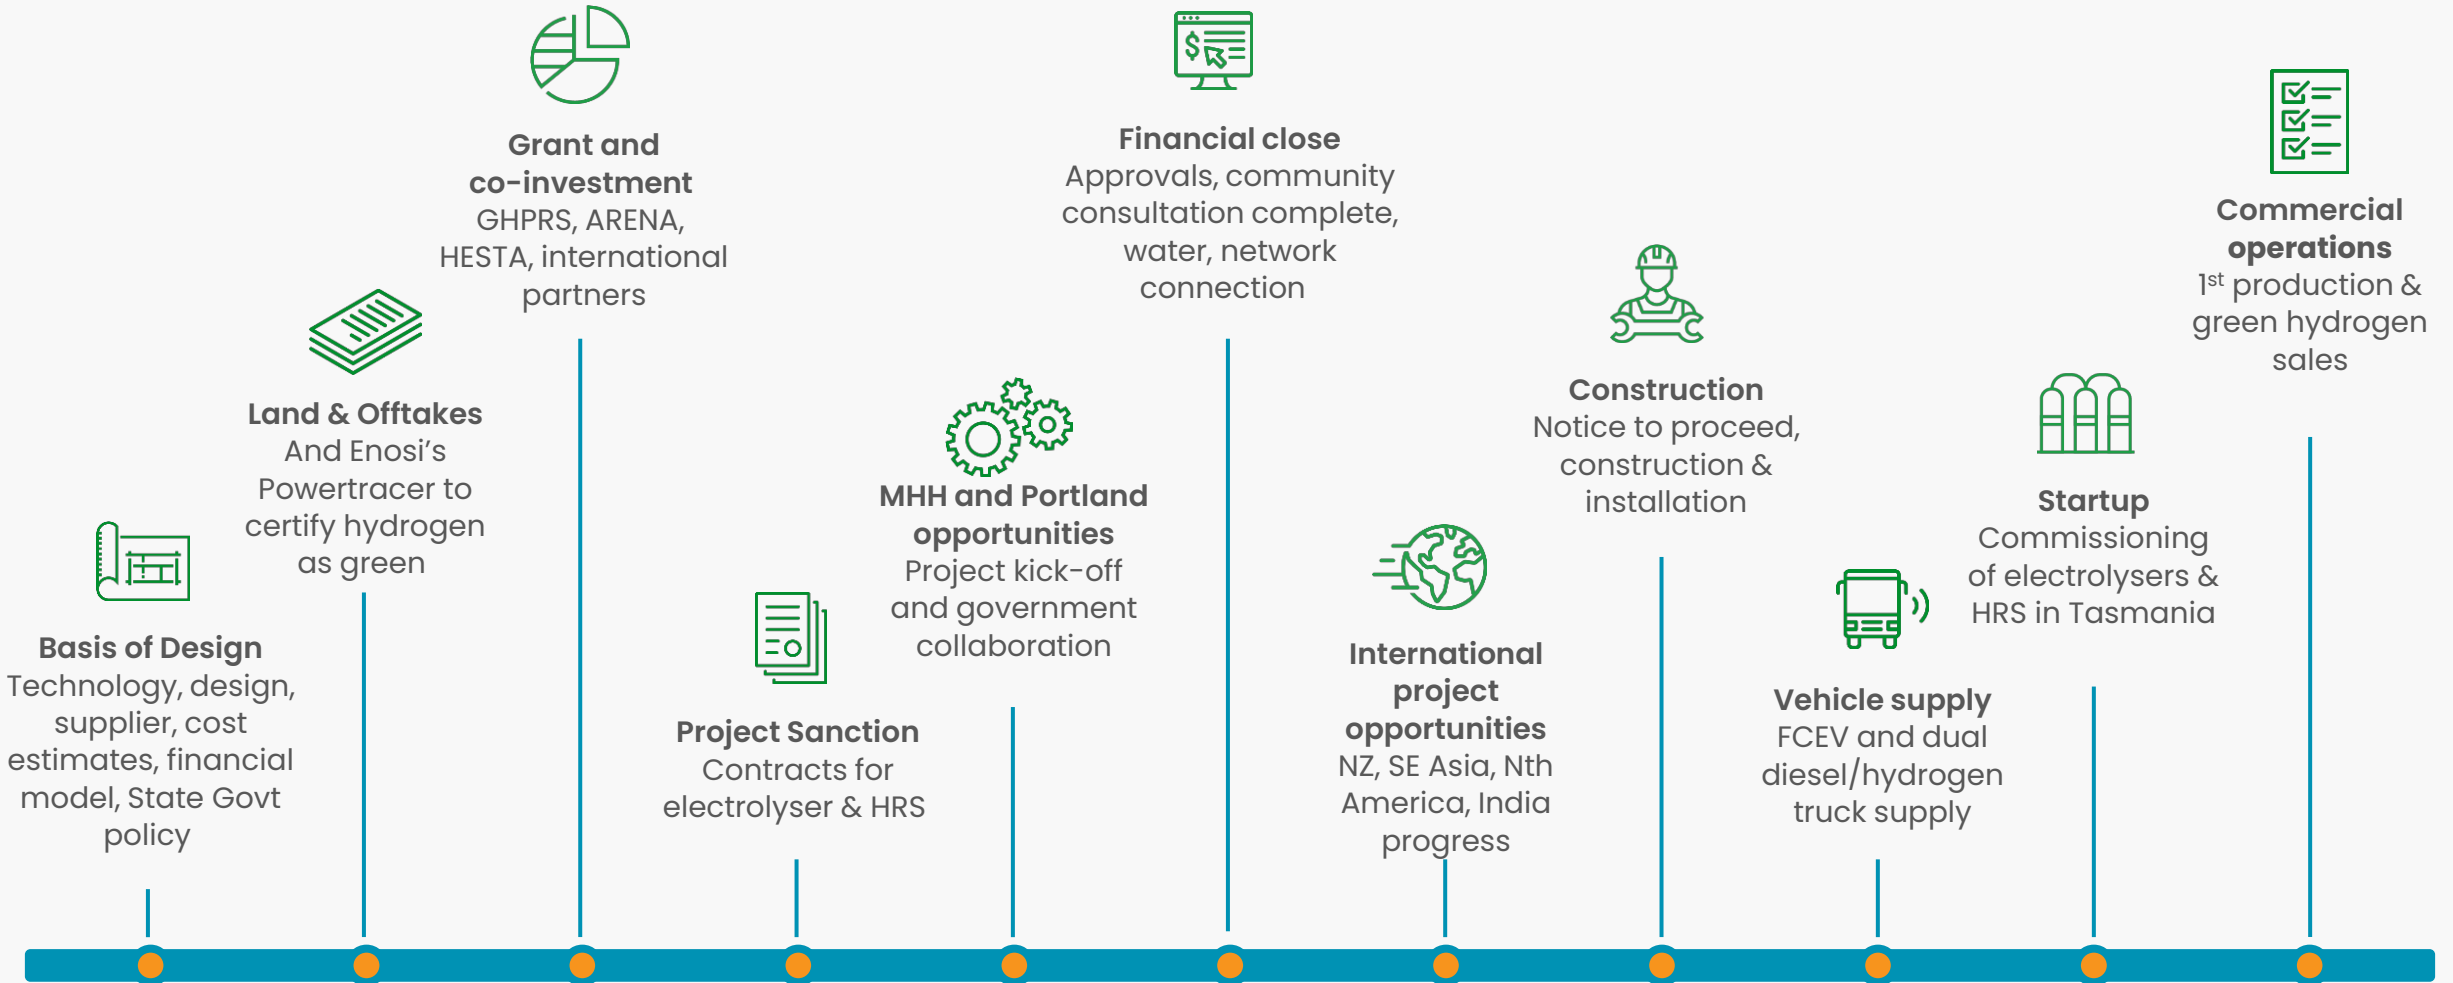 Basis of Design
Technology, design,
supplier, cost
estimates, financial
model, State Govt
policy
Land & Offtakes
And Enosi’s
Powertracer to
certify hydrogen
as green
Grant and
co-investment
GHPRS, ARENA,
HESTA, international
partners
Project Sanction
Contracts for
electrolyser & HRS
MHH and Portland
opportunities
Project kick-off
and government
collaboration
Financial close
Approvals, community
consultation complete,
water, network
connection
International
project
opportunities
NZ, SE Asia, Nth
America, India
progress
Construction
Notice to proceed,
construction &
installation
Vehicle supply
FCEV and dual
diesel/hydrogen
truck supply
Startup
Commissioning
of electrolysers &
HRS in Tasmania
Commercial
operations
1st production &
green hydrogen
sales